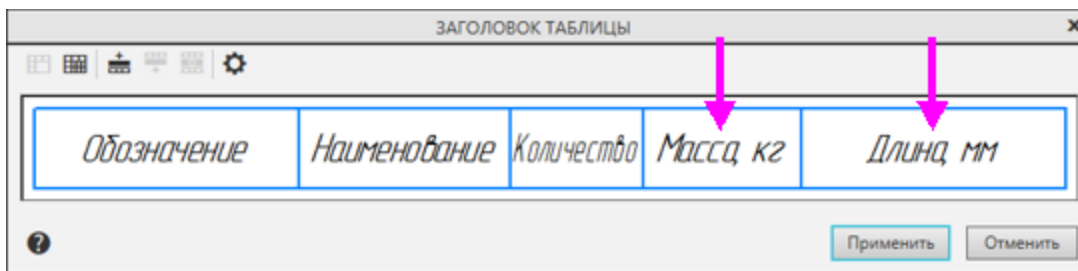 ЗАГОЛОВОК ТАБЛИЦЫ
Обозначение Наименование Количество Масса, кг Длина, мм
Применить Отменить